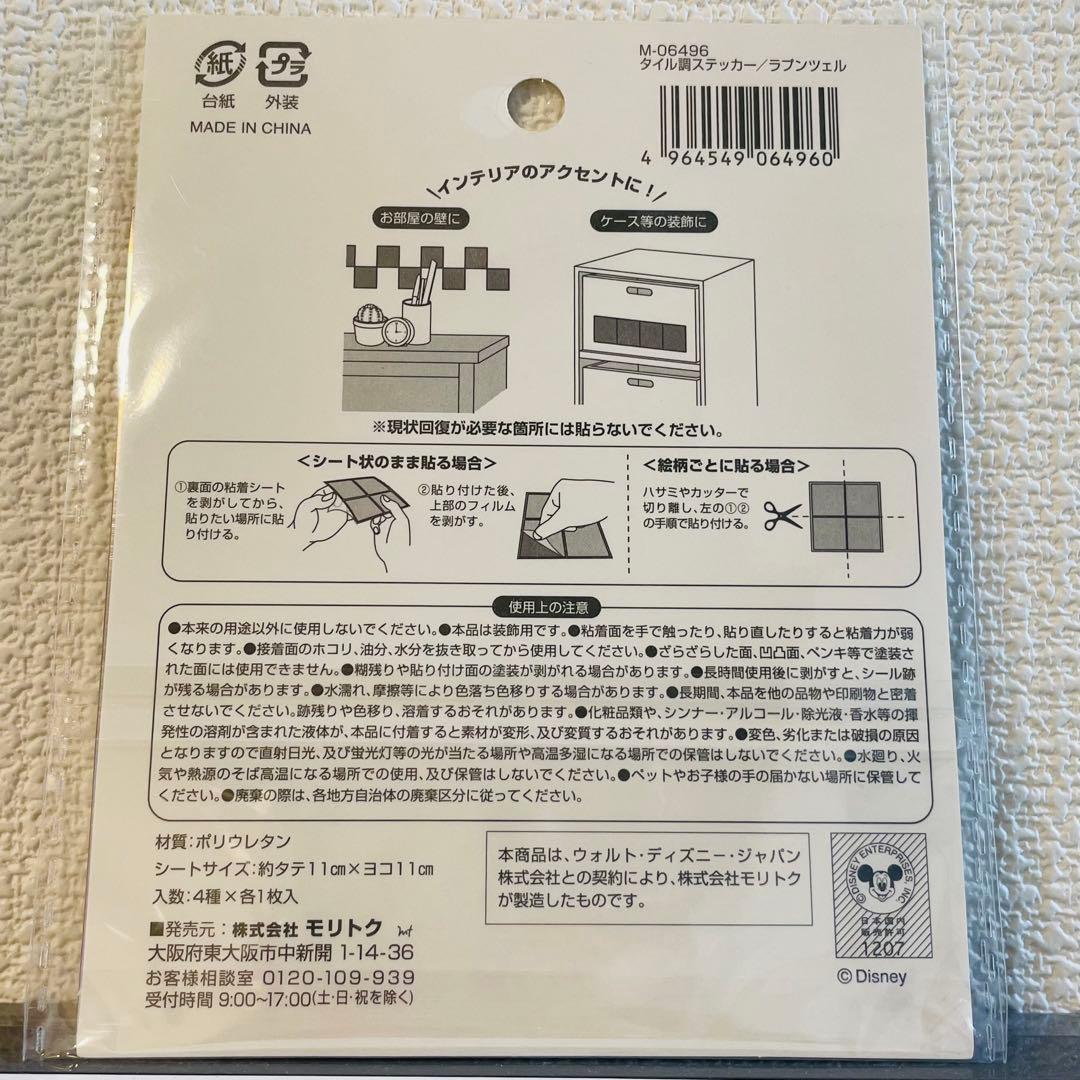 紙
プラ
台紙
外装
MADE IN CHINA
M-06496
タイル調ステッカー／ラプンツェル
4 964549 064960
インテリアのアクセントに！
お部屋の壁に
ケース等の装飾に
※現状回復が必要な箇所には貼らないでください。
＜シート状のまま貼る場合＞
①裏面の粘着シート
を剥がしてから、
貼りたい場所に貼
り付ける。
②貼り付けた後、
上部のフィルム
を剥がす。
＜絵柄ごとに貼る場合＞
ハサミやカッターで
切り離し、左の①②
の手順で貼り付ける。
使用上の注意
●本来の用途以外に使用しないでください。●本品は装飾用です。●粘着面を手で触ったり、貼り直したりすると粘着力が弱
くなります。●接着面のホコリ、油分、水分を抜き取ってから使用してください。●ざらざらした面、凹凸面、ペンキ等で塗装さ
れた面には使用できません。●糊残りや貼り付け面の塗装が剥がれる場合があります。●長時間使用後に剥がすと、シール跡
が残る場合があります。●水濡れ、摩擦等により色落ち色移りする場合があります。●長期間、本品を他の品物や印刷物と密着
させないでください。跡残りや色移り、溶着するおそれがあります。●化粧品類や、シンナー・アルコール・除光液・香水等の揮
発性の溶剤が含まれた液体が、本品に付着すると素材が変形、及び変質するおそれがあります。●変色、劣化または破損の原因
となりますので直射日光、及び蛍光灯等の光が当たる場所や高温多湿になる場所での保管はしないでください。●水廻り、火
気や熱源のそば高温になる場所での使用、及び保管はしないでください。●ペットやお子様の手の届かない場所に保管して
ください。●廃棄の際は、各地方自治体の廃棄区分に従ってください。
材質：ポリウレタン
シートサイズ：約タテ11cm×ヨコ11cm
入数：4種×各1枚入
■発売元：株式会社 モリトク
大阪府東大阪市中新開 1-14-36
お客様相談室 0120-109-939
受付時間 9:00~17:00(土・日・祝を除く)
本商品は、ウォルト・ディズニー・ジャパン
株式会社との契約により、株式会社モリトク
が製造したものです。
©DISNEY ENTERPRISES, INC.
日本国内
販売許可
1207
©Disney